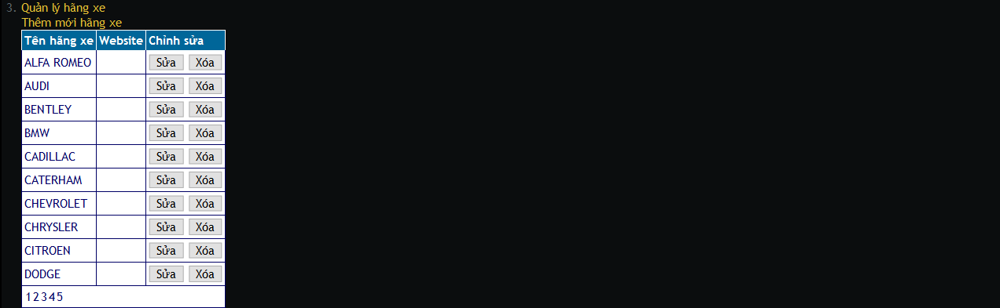 3. Quản lý hãng xe
Thêm mới hãng xe
Tên hãng xe Website Chỉnh sửa
ALFA ROMEO Sửa Xóa
AUDI Sửa Xóa
BENTLEY Sửa Xóa
BMW Sửa Xóa
CADILLAC Sửa Xóa
CATERHAM Sửa Xóa
CHEVROLET Sửa Xóa
CHRYSLER Sửa Xóa
CITROEN Sửa Xóa
DODGE Sửa Xóa
1 2 3 4 5